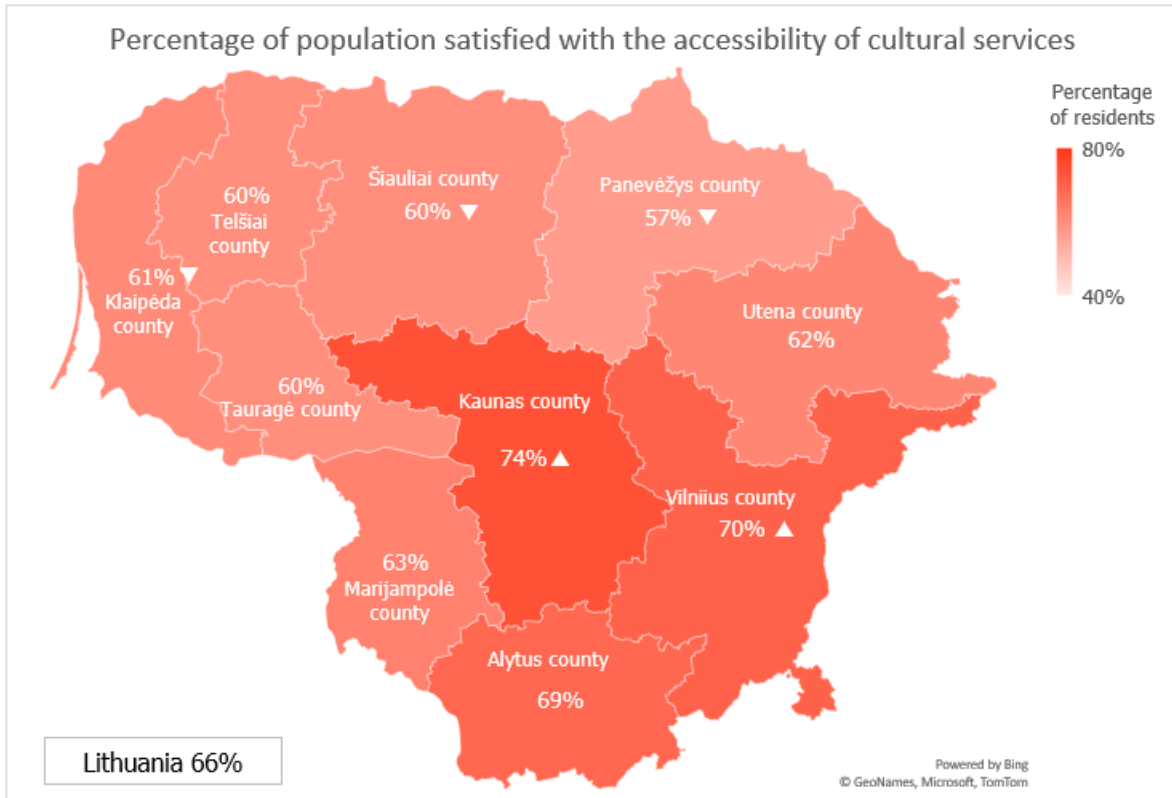 Percentage of population satisfied with the accessibility of cultural services
Percentage
of residents
80%
40%
Šiauliai county
60% ▼
Panevėžys county
57% ▼
60%
Telšiai
county
61% ▼
Klaipėda
county
Utena county
62%
60%
Tauragė county
Kaunas county
74% ▲
Vilniius county
70% ▲
63%
Marijampolė
county
Alytus county
69%
Lithuania 66%
Powered by Bing
© GeoNames, Microsoft, TomTom